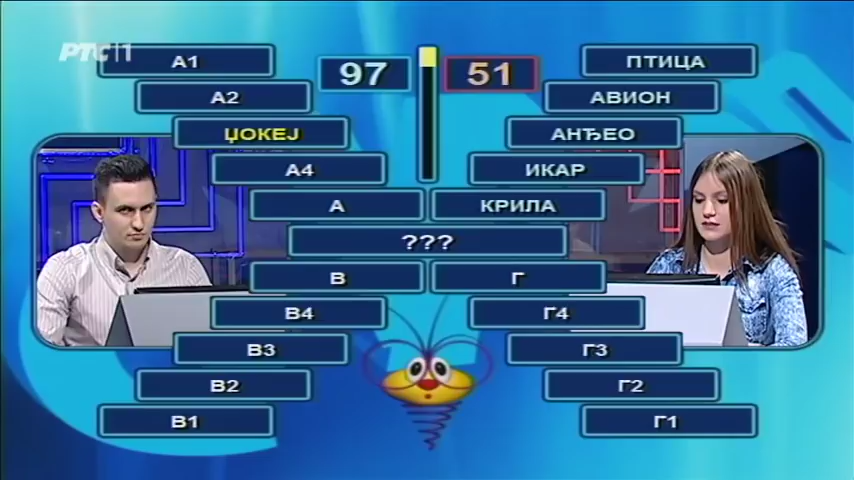 РТС 1
А1
97
51
ПТИЦА
А2
АВИОН
ЏОКЕЈ
АНЂЕО
А4
ИКАР
А
КРИЛА
???
В
Г
В4
Г4
В3
Г3
В2
Г2
В1
Г1